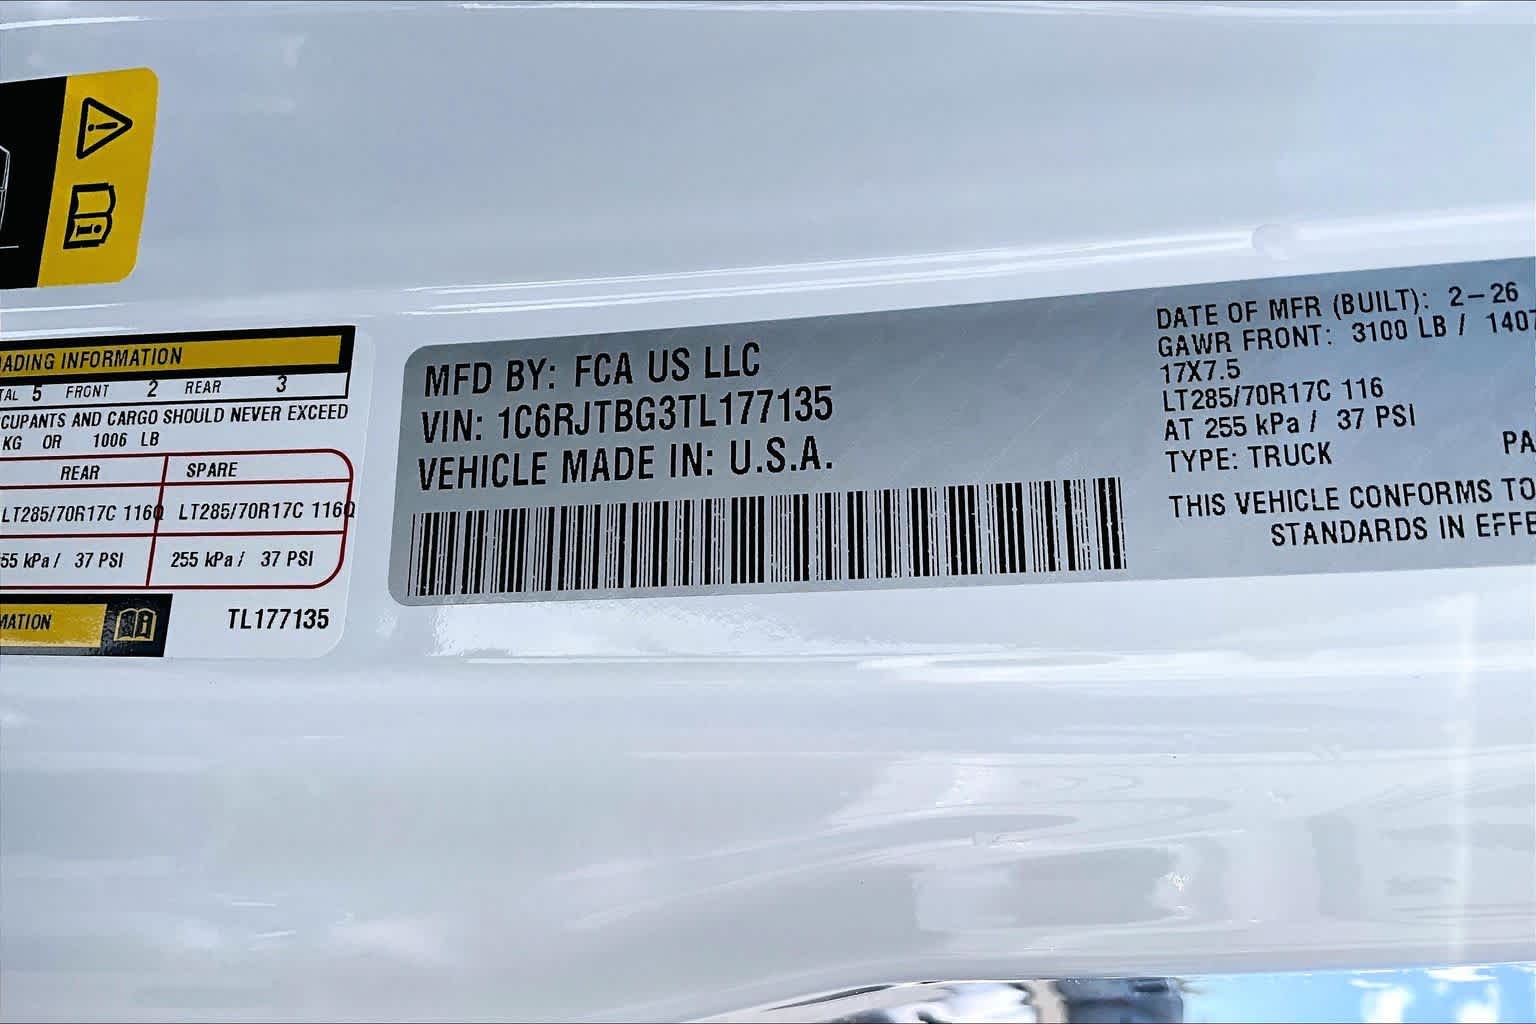 ADING INFORMATION
TAL 5 FRONT 2 REAR 3
CUPANTS AND CARGO SHOULD NEVER EXCEED
KG OR 1006 LB
REAR SPARE
LT285/70R17C 116Q LT285/70R17C 116Q
55 kPa / 37 PSI 255 kPa / 37 PSI
MATION
TL177135
MFD BY: FCA US LLC
VIN: 1C6RJTBG3TL177135
VEHICLE MADE IN: U.S.A.
DATE OF MFR (BUILT): 2-26
GAWR FRONT: 3100 LB / 1407
17X7.5
LT285/70R17C 116
AT 255 kPa / 37 PSI
TYPE: TRUCK PA
THIS VEHICLE CONFORMS TO
STANDARDS IN EFFE